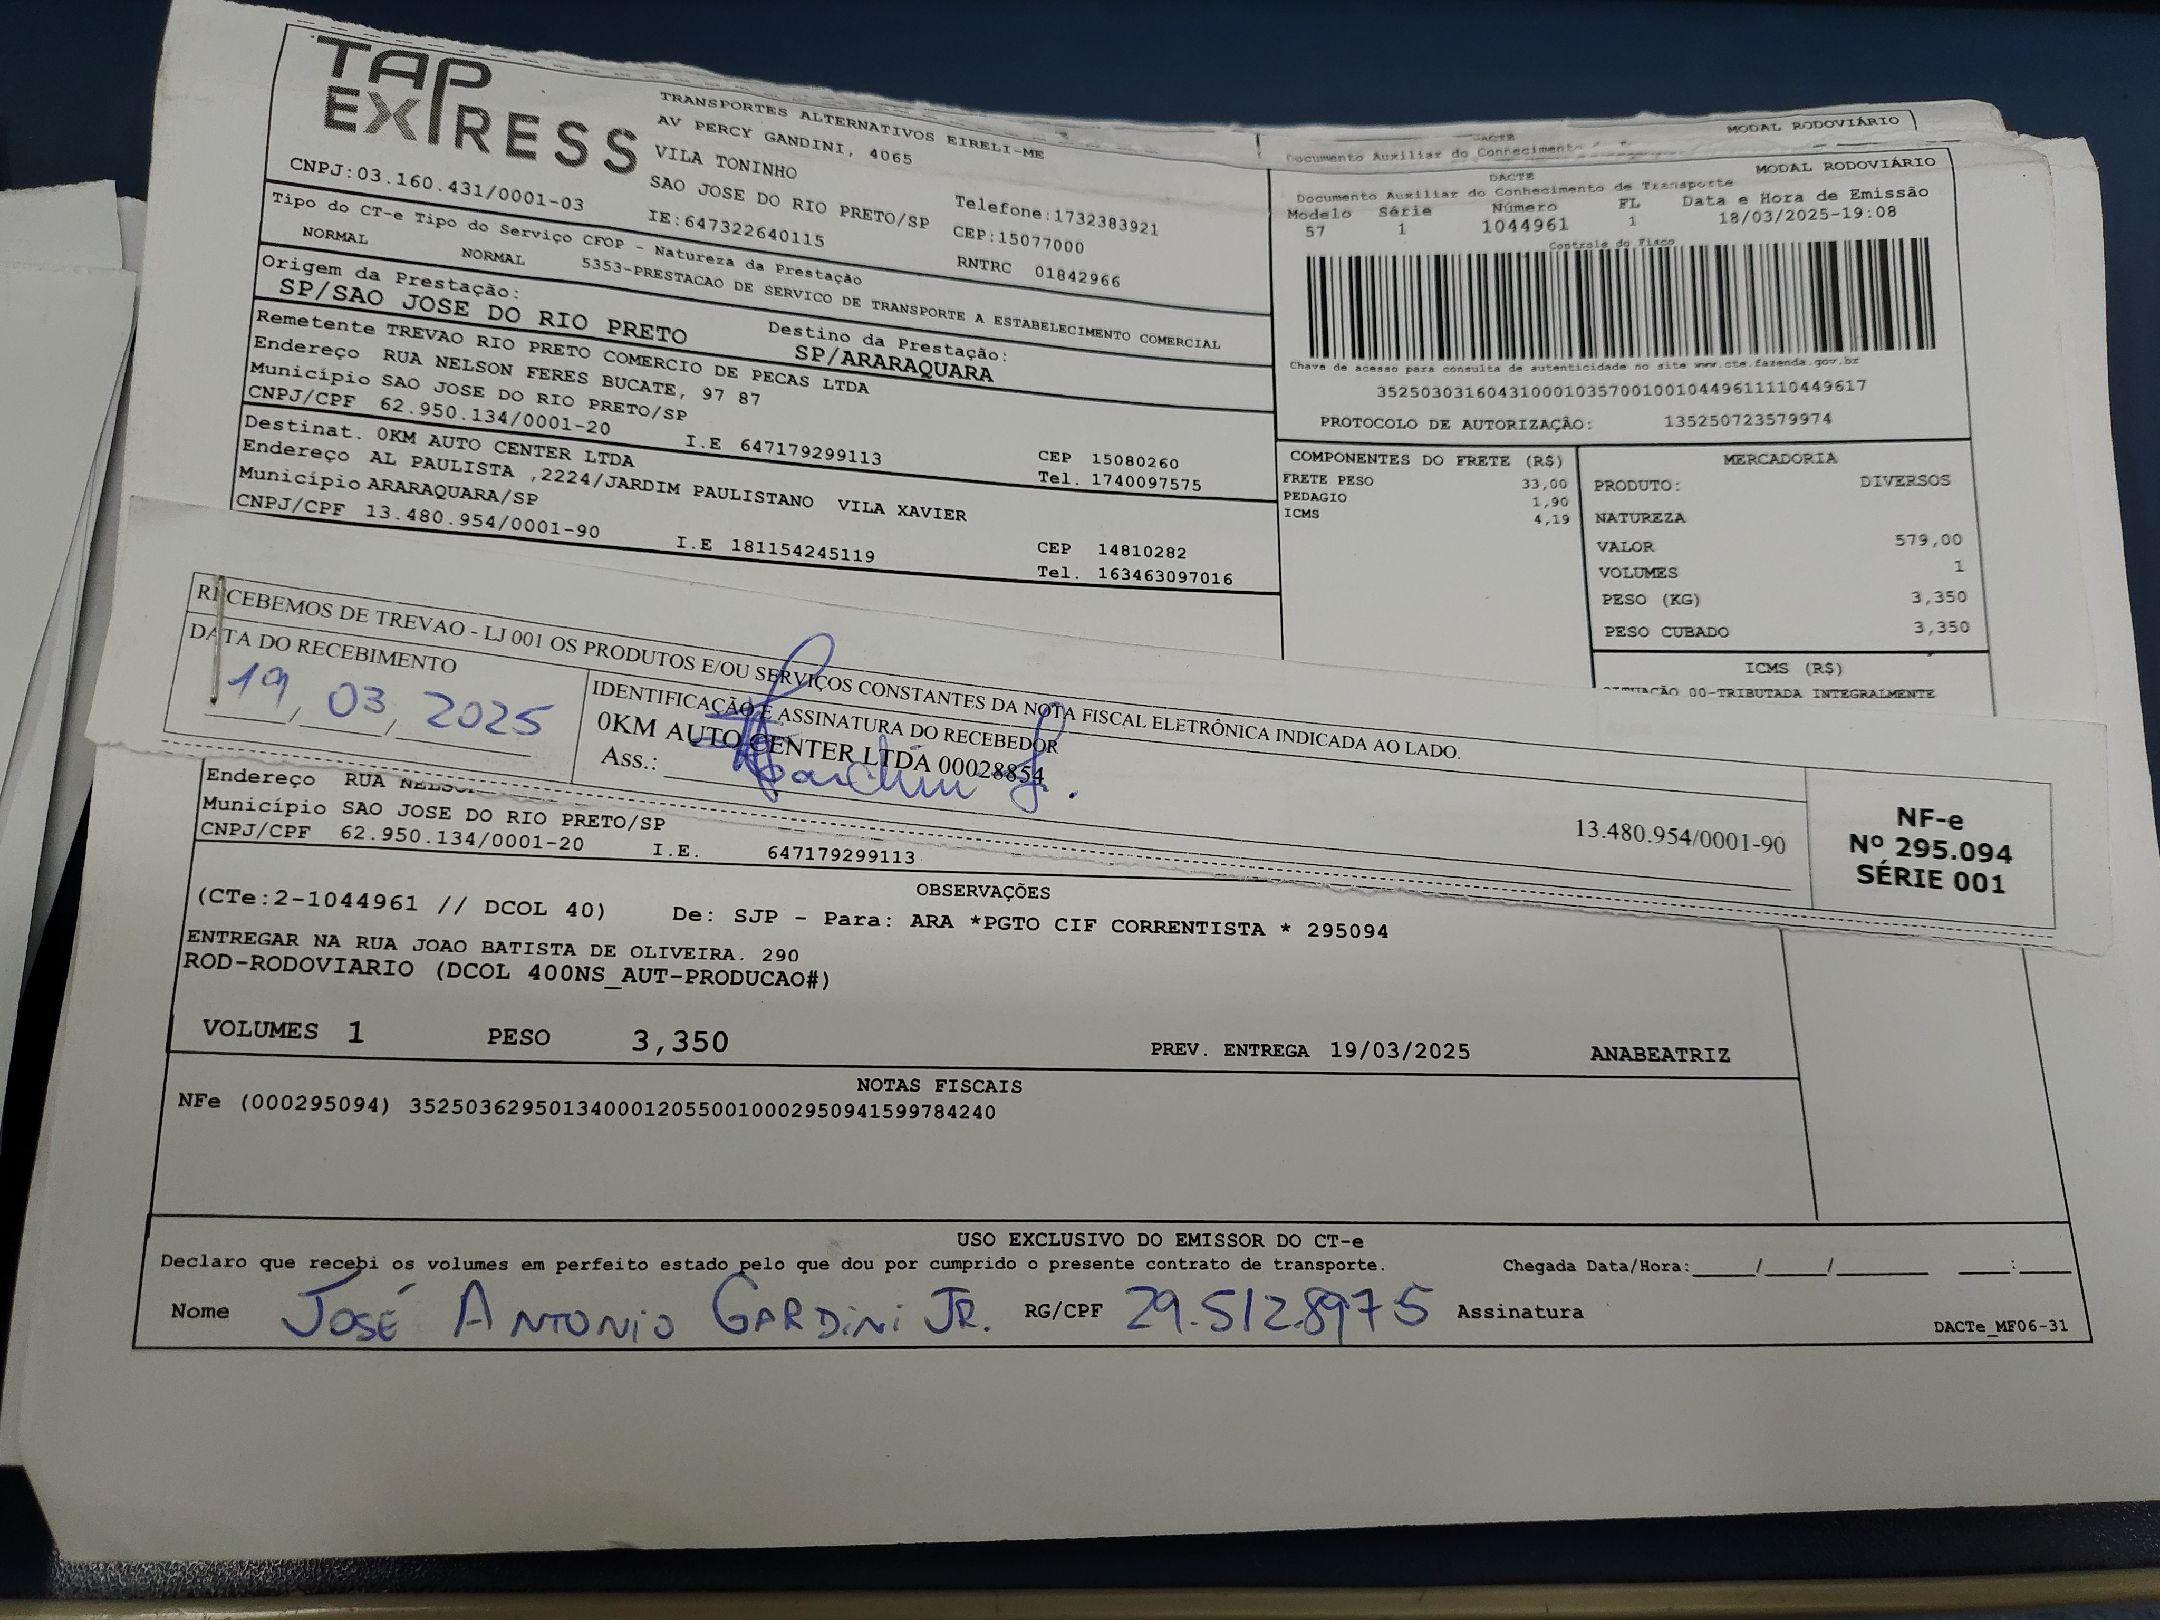 TAP EXPRESS
TRANSPORTES ALTERNATIVOS EIRELI-ME
AV PERCY GANDINI, 4065
VILA TONINHO
SAO JOSE DO RIO PRETO/SP
Telefone:1732383921
CNPJ:03.160.431/0001-03
IE:647322640115
CEP:15077000
RNTRC 01842966
Tipo do CT-e Tipo do Serviço CFOP - Natureza da Prestação
NORMAL NORMAL 5353-PRESTACAO DE SERVICO DE TRANSPORTE A ESTABELECIMENTO COMERCIAL
Origem da Prestação:
SP/SAO JOSE DO RIO PRETO
Destino da Prestação:
SP/ARARAQUARA
Remetente TREVAO RIO PRETO COMERCIO DE PECAS LTDA
Endereço RUA NELSON FERES BUCATE, 97 87
Município SAO JOSE DO RIO PRETO/SP
CEP 15080260
CNPJ/CPF 62.950.134/0001-20 I.E 647179299113
Tel. 1740097575
Destinat. 0KM AUTO CENTER LTDA
Endereço AL PAULISTA ,2224/JARDIM PAULISTANO VILA XAVIER
Município ARARAQUARA/SP
CEP 14810282
CNPJ/CPF 13.480.954/0001-90 I.E 181154245119
Tel. 163463097016
MODAL RODOVIÁRIO
Documento Auxiliar do
MODAL RODOVIÁRIO
DACTE
Documento Auxiliar do Conhecimento de Transporte
Modelo Série Número FL Data e Hora de Emissão
57 1 1044961 1 18/03/2025-19:08
Controle do Fisco
Chave de acesso para consulta de autenticidade no site www.cte.fazenda.gov.br
35250303160431000103570010010449611110449617
PROTOCOLO DE AUTORIZAÇÃO: 135250723579974
COMPONENTES DO FRETE (R$)
FRETE PESO 33,00
PEDAGIO 1,90
ICMS 4,19
MERCADORIA
PRODUTO: DIVERSOS
NATUREZA
VALOR 579,00
VOLUMES 1
PESO (KG) 3,350
PESO CUBADO 3,350
ICMS (R$)
00-TRIBUTADA INTEGRALMENTE
RECEBEMOS DE TREVAO - LJ 001 OS PRODUTOS E/OU SERVIÇOS CONSTANTES DA NOTA FISCAL ELETRÔNICA INDICADA AO LADO.
DATA DO RECEBIMENTO
19, 03, 2025
IDENTIFICAÇÃO E ASSINATURA DO RECEBEDOR
0KM AUTO CENTER LTDA 00028854
Ass.:
13.480.954/0001-90
NF-e
Nº 295.094
SÉRIE 001
Endereço RUA
Município SAO JOSE DO RIO PRETO/SP
CNPJ/CPF 62.950.134/0001-20 I.E. 647179299113
OBSERVAÇÕES
(CTe:2-1044961 // DCOL 40) De: SJP - Para: ARA *PGTO CIF CORRENTISTA * 295094
ENTREGAR NA RUA JOAO BATISTA DE OLIVEIRA. 290
ROD-RODOVIARIO (DCOL 400NS_AUT-PRODUCAO#)
VOLUMES 1 PESO 3,350 PREV. ENTREGA 19/03/2025 ANABEATRIZ
NOTAS FISCAIS
NFe (000295094) 35250362950134000120550010002950941599784240
USO EXCLUSIVO DO EMISSOR DO CT-e
Declaro que recebi os volumes em perfeito estado pelo que dou por cumprido o presente contrato de transporte.
Chegada Data/Hora:_____/_____/_______ ____:____
Nome JOSÉ ANTONIO GARDINI JR. RG/CPF 29.512.897 5 Assinatura
DACTe_MF06-31